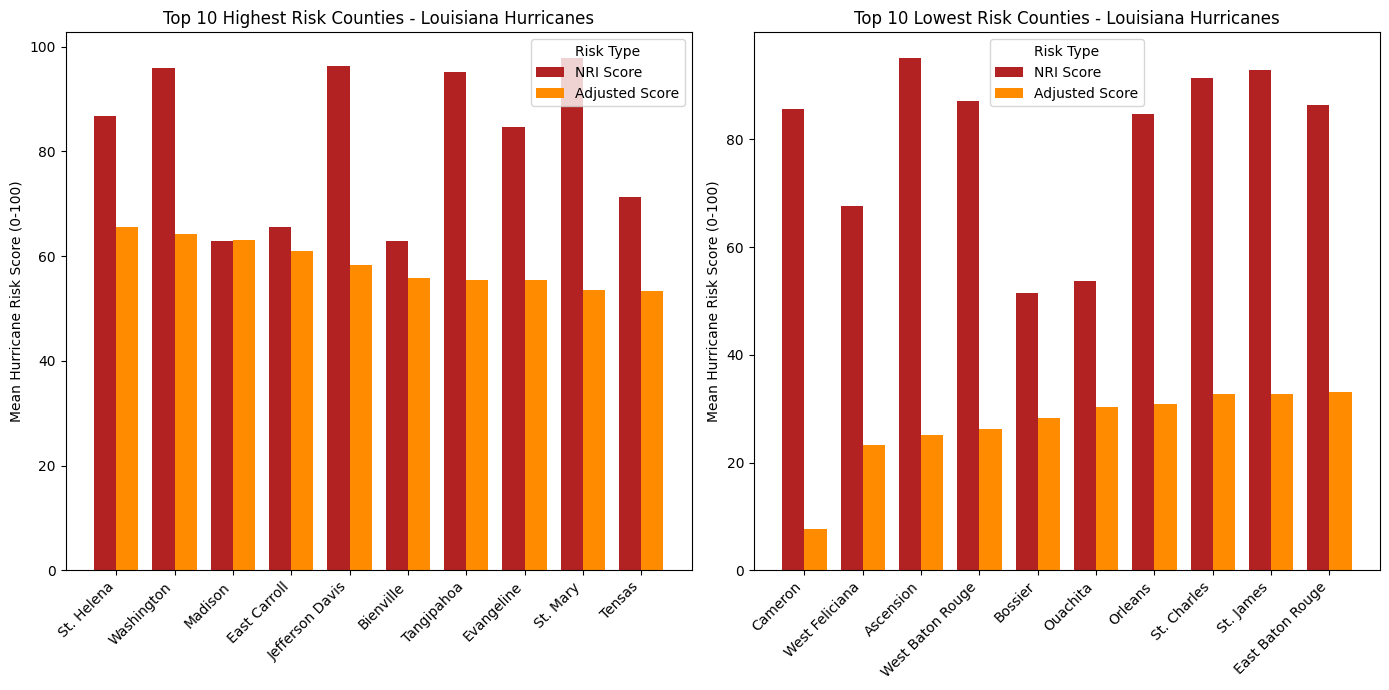 Top 10 Highest Risk Counties - Louisiana Hurricanes
Mean Hurricane Risk Score (0-100)
100
80
60
40
20
0
Risk Type
NRI Score
Adjusted Score
St. Helena
Washington
Madison
East Carroll
Jefferson Davis
Bienville
Tangipahoa
Evangeline
St. Mary
Tensas
Top 10 Lowest Risk Counties - Louisiana Hurricanes
Mean Hurricane Risk Score (0-100)
80
60
40
20
0
Risk Type
NRI Score
Adjusted Score
Cameron
West Feliciana
Ascension
West Baton Rouge
Bossier
Ouachita
Orleans
St. Charles
St. James
East Baton Rouge